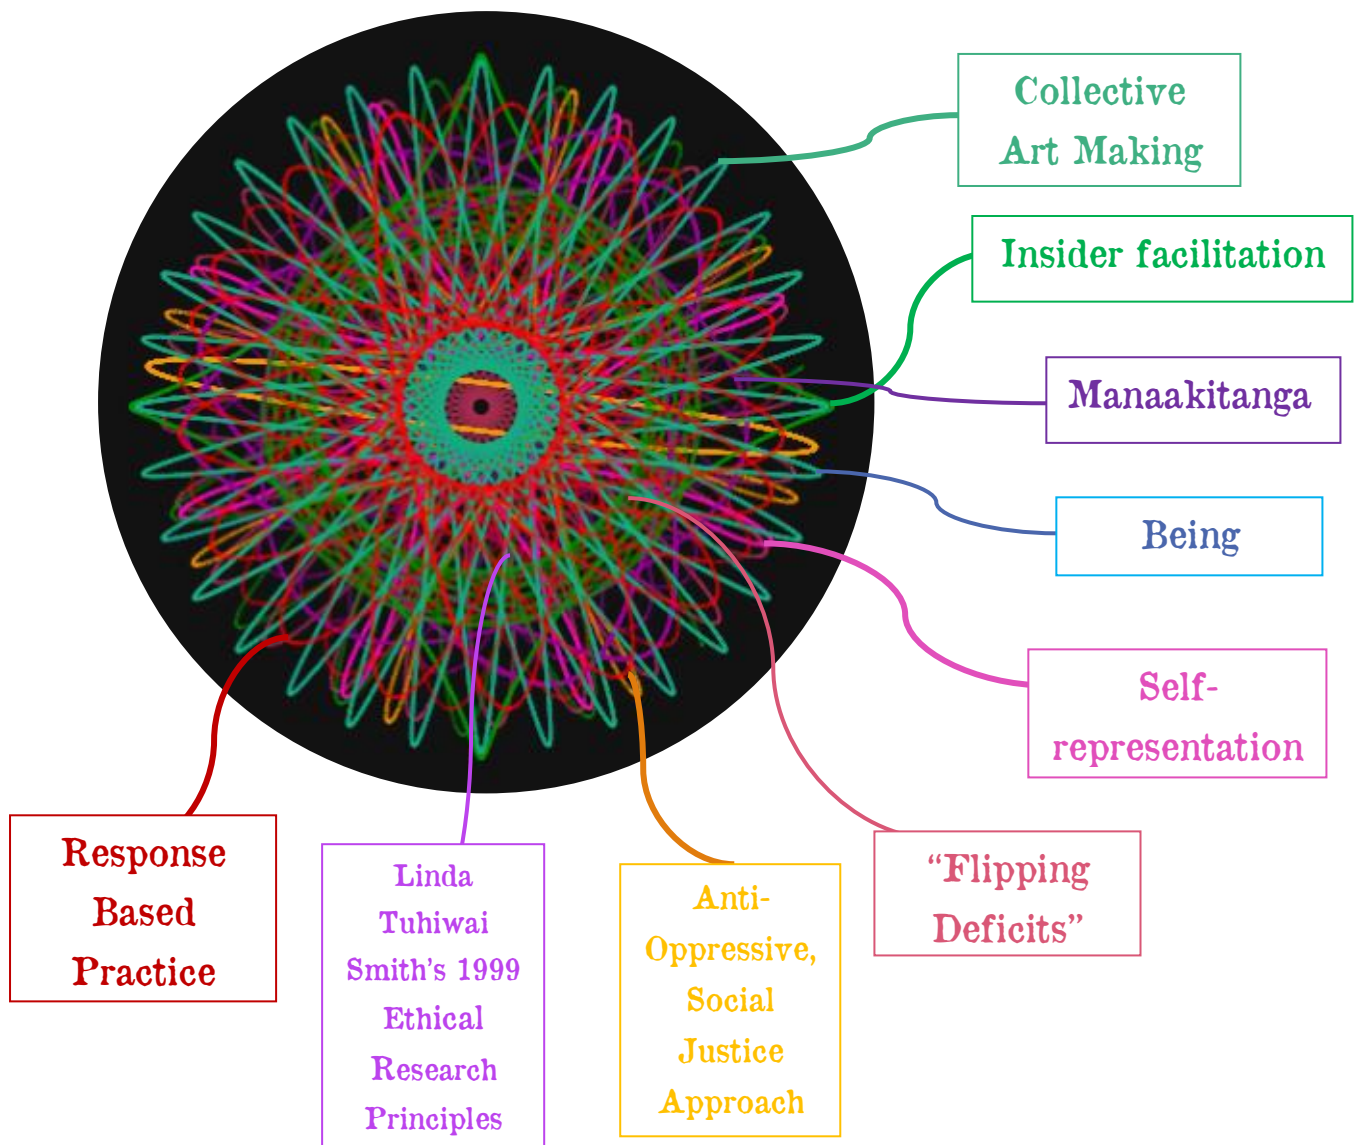 Collective
Art Making
Insider facilitation
Manaakitanga
Being
Self-
representation
“Flipping
Deficits”
Anti-
Oppressive,
Social
Justice
Approach
Linda
Tuhiwai
Smith’s 1999
Ethical
Research
Principles
Response
Based
Practice